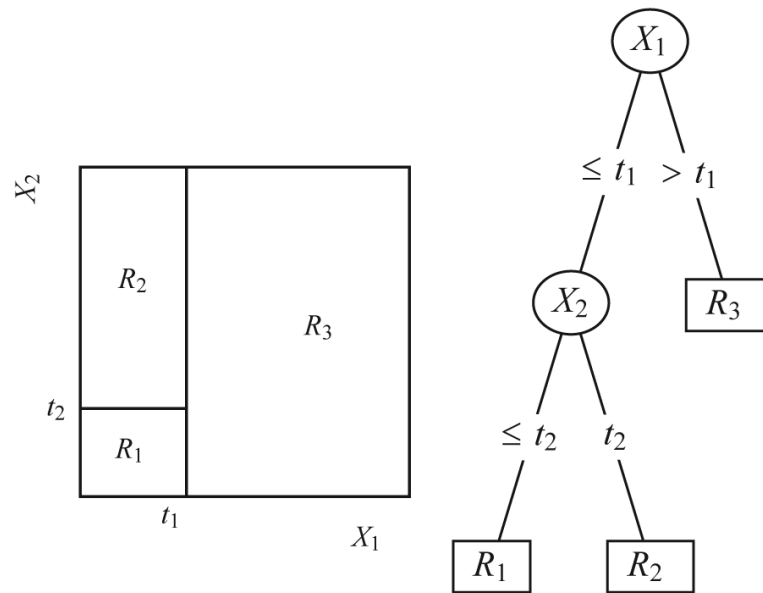 X₂
R₂
R₃
t₂
R₁
t₁
X₁
X₁
≤ t₁ > t₁
X₂
R₃
≤ t₂ t₂
R₁
R₂